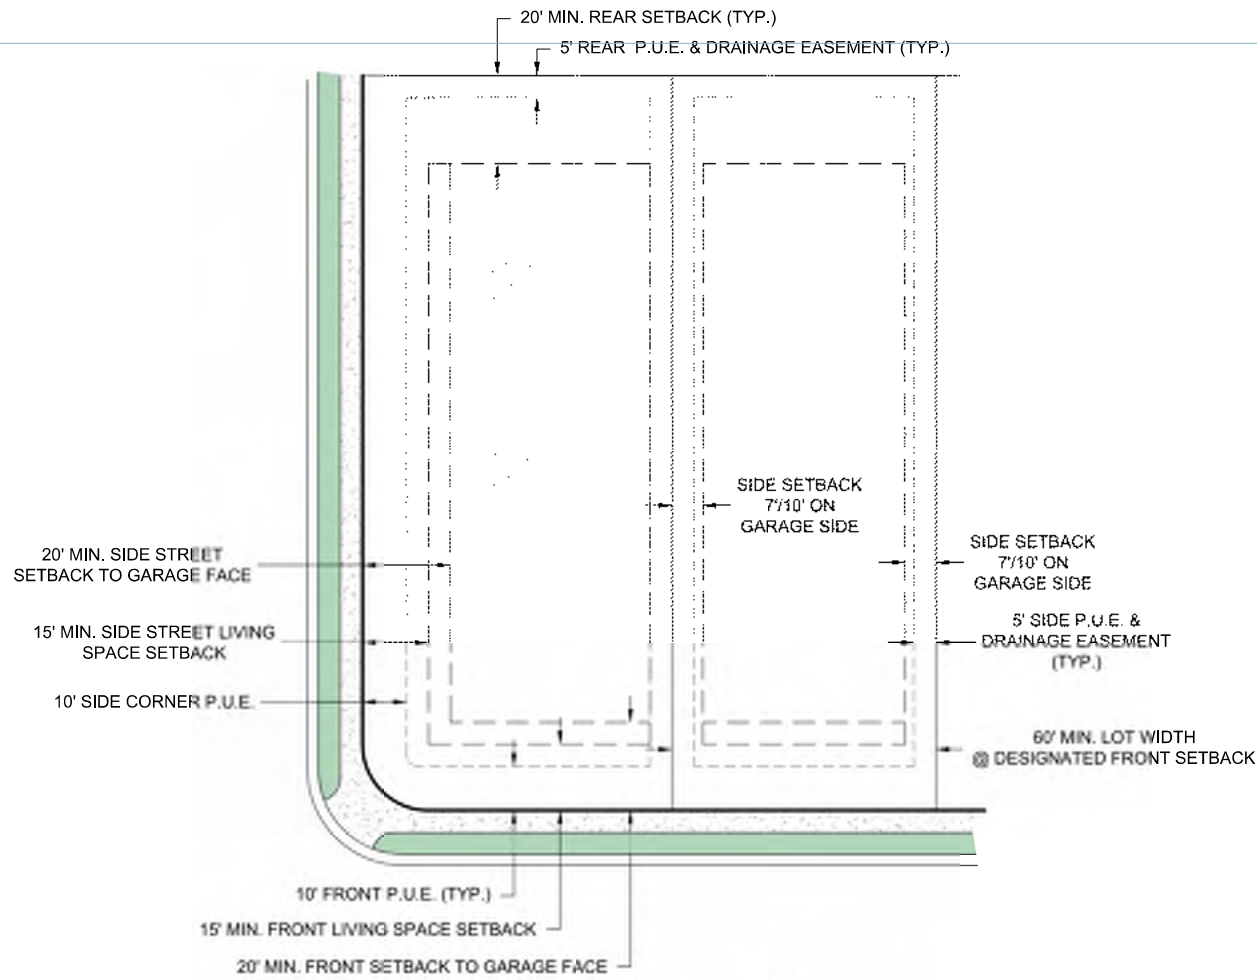 20' MIN. REAR SETBACK (TYP.)
5' REAR P.U.E. & DRAINAGE EASEMENT (TYP.)
SIDE SETBACK
7'/10' ON
GARAGE SIDE
20' MIN. SIDE STREET
SETBACK TO GARAGE FACE
SIDE SETBACK
7'/10' ON
GARAGE SIDE
15' MIN. SIDE STREET LIVING
SPACE SETBACK
5' SIDE P.U.E. &
DRAINAGE EASEMENT
(TYP.)
10' SIDE CORNER P.U.E.
60' MIN. LOT WIDTH
@ DESIGNATED FRONT SETBACK
10' FRONT P.U.E. (TYP.)
15' MIN. FRONT LIVING SPACE SETBACK
20' MIN. FRONT SETBACK TO GARAGE FACE